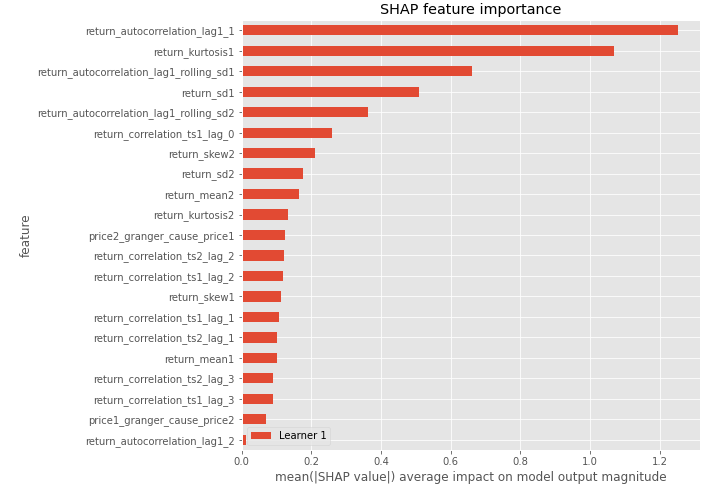 SHAP feature importance
return_autocorrelation_lag1_1
return_kurtosis1
return_autocorrelation_lag1_rolling_sd1
return_sd1
return_autocorrelation_lag1_rolling_sd2
return_correlation_ts1_lag_0
return_skew2
return_sd2
return_mean2
return_kurtosis2
price2_granger_cause_price1
return_correlation_ts2_lag_2
return_correlation_ts1_lag_2
return_skew1
return_correlation_ts1_lag_1
return_correlation_ts2_lag_1
return_mean1
return_correlation_ts2_lag_3
return_correlation_ts1_lag_3
price1_granger_cause_price2
return_autocorrelation_lag1_2
feature
Learner 1
0.0 0.2 0.4 0.6 0.8 1.0 1.2
mean(|SHAP value|) average impact on model output magnitude